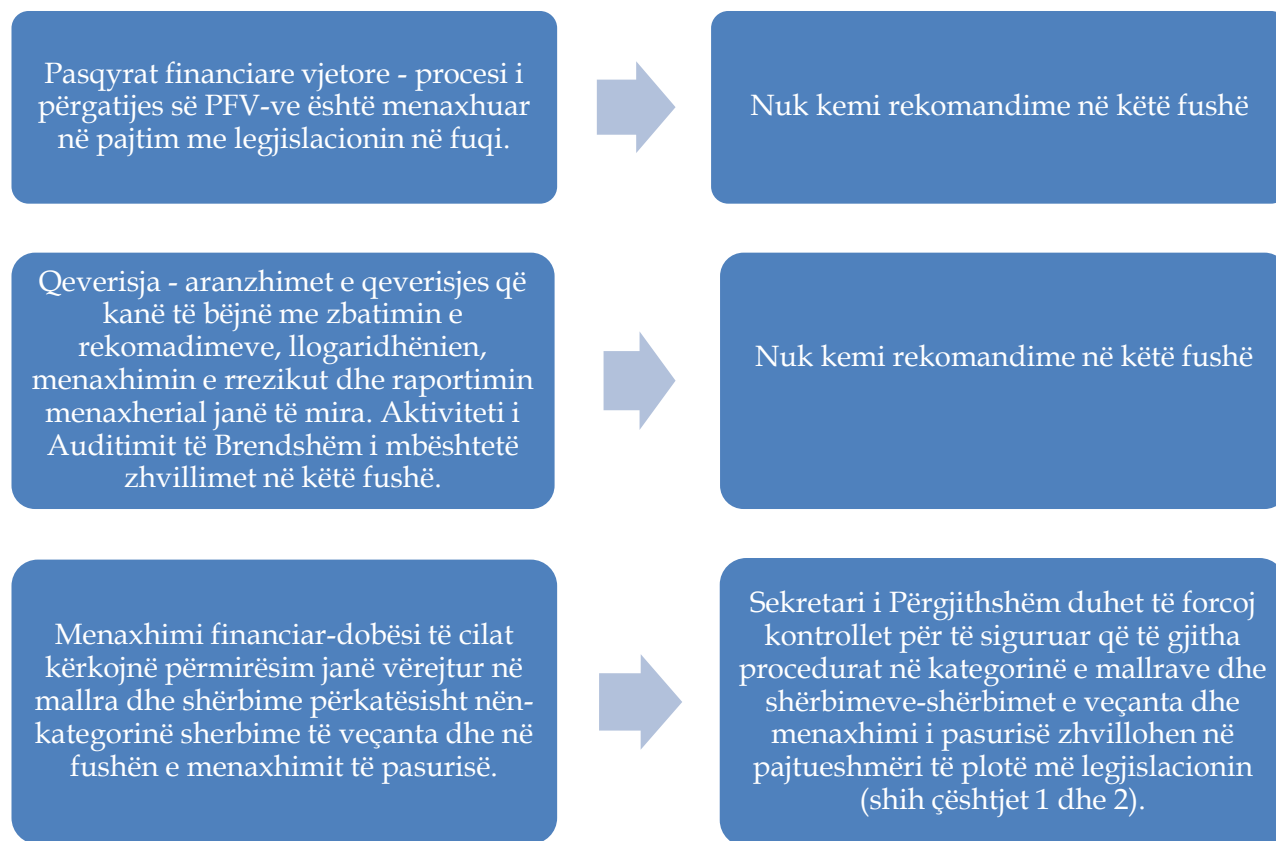 Pasqyrat financiare vjetore - procesi i
përgatijes së PFV-ve është menaxhuar
në pajtim me legjislacionin në fuqi.
Nuk kemi rekomandime në këtë fushë
Qeverisja - aranzhimet e qeverisjes që
kanë të bëjnë me zbatimin e
rekomadimeve, llogaridhënien,
menaxhimin e rrezikut dhe raportimin
menaxherial janë të mira. Aktiviteti i
Auditimit të Brendshëm i mbështetë
zhvillimet në këtë fushë.
Nuk kemi rekomandime në këtë fushë
Menaxhimi financiar-dobësi të cilat
kërkojnë përmirësim janë vërejtur në
mallra dhe shërbime përkatësisht nën-
kategorinë sherbime të veçanta dhe në
fushën e menaxhimit të pasurisë.
Sekretari i Përgjithshëm duhet të forcoj
kontrollet për të siguruar që të gjitha
procedurat në kategorinë e mallrave dhe
shërbimeve-shërbimet e veçanta dhe
menaxhimi i pasurisë zhvillohen në
pajtueshmëri të plotë më legjislacionin
(shih çështjet 1 dhe 2).